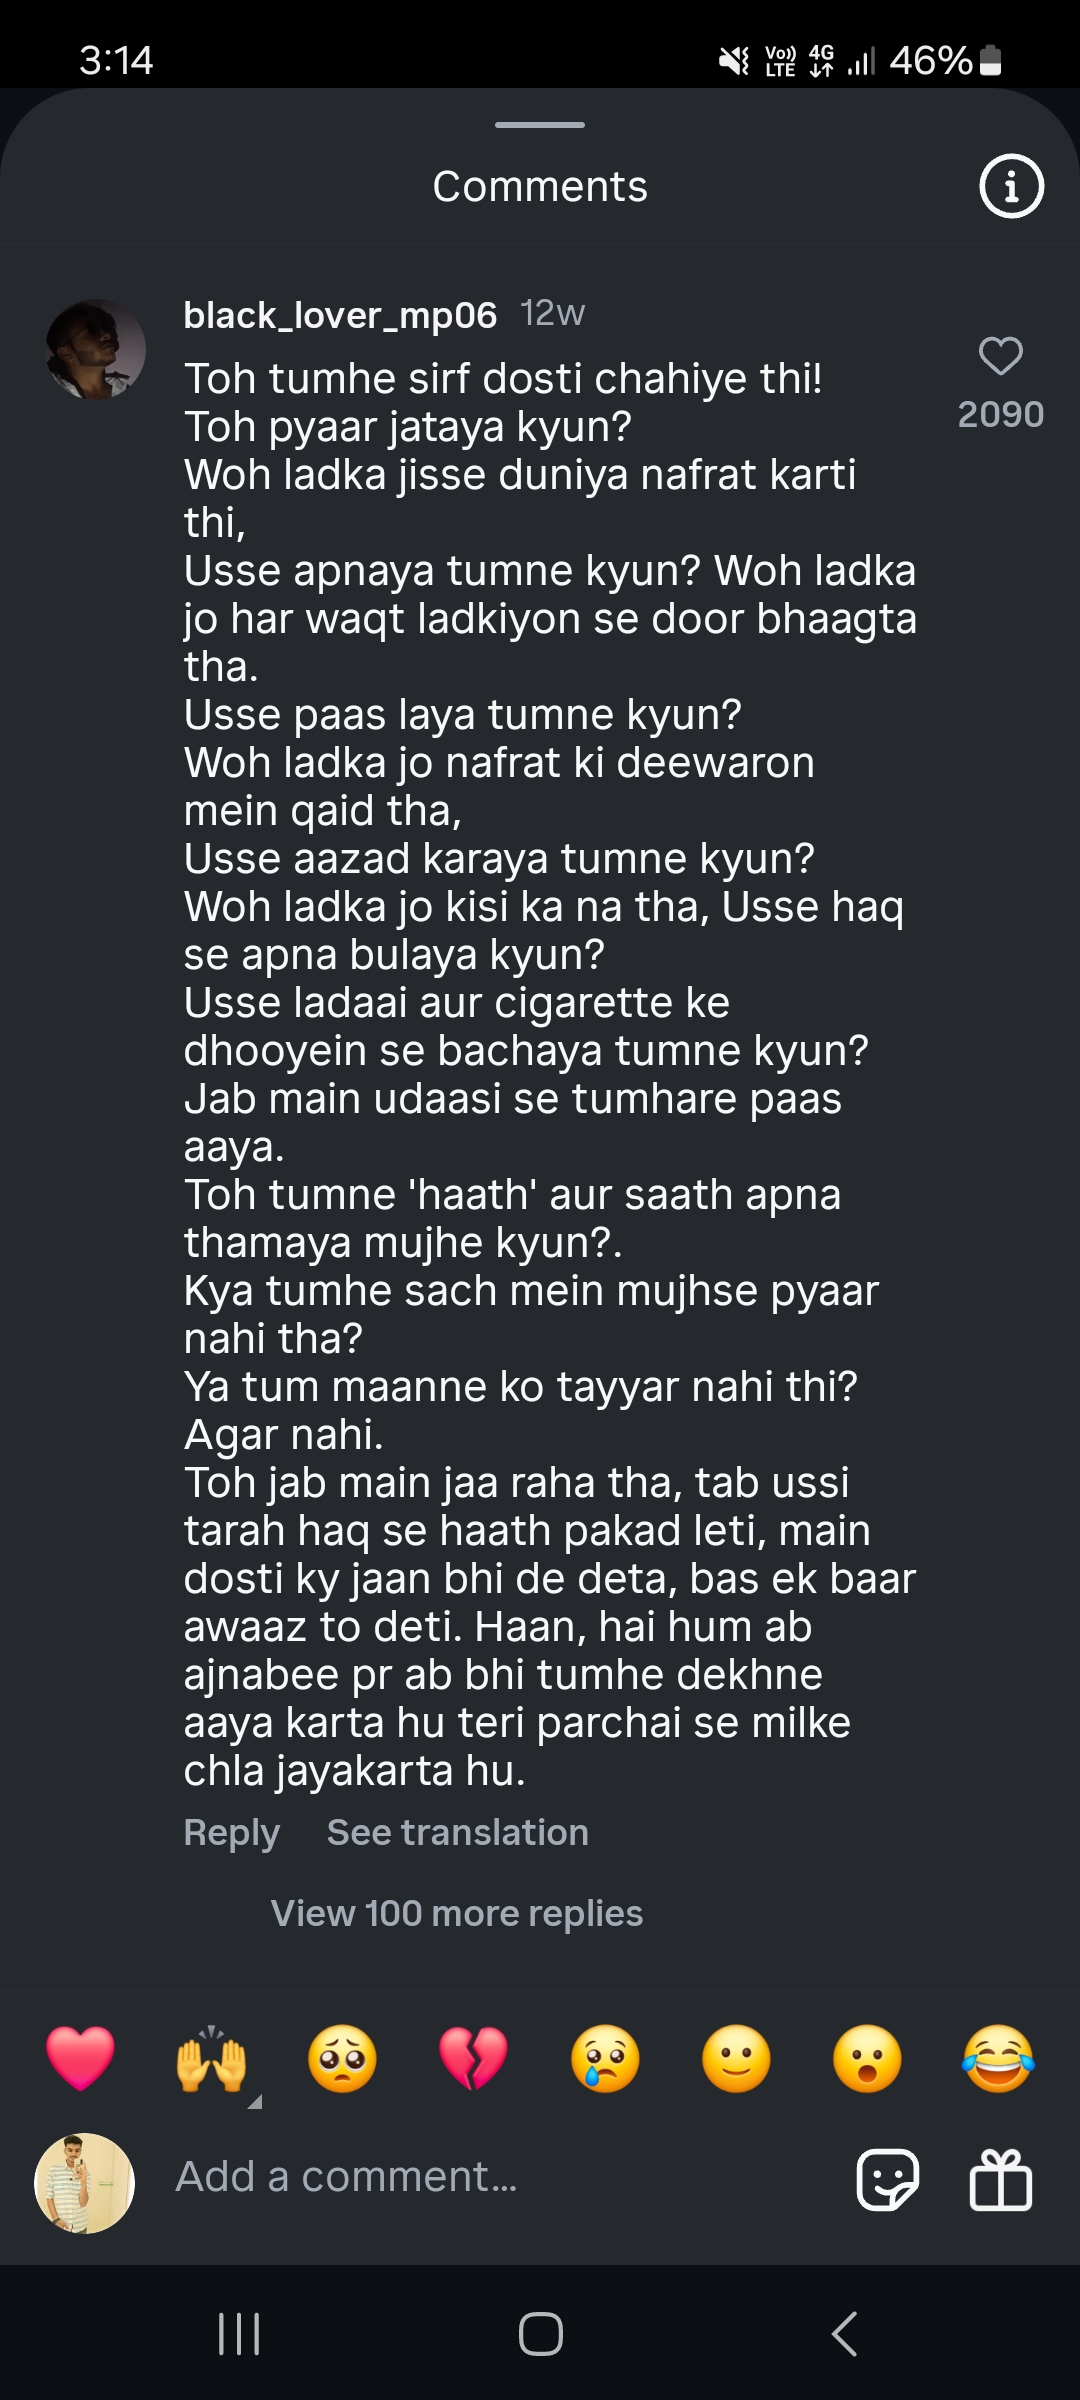 3:14
Vo)) LTE 4G 46%
Comments
black_lover_mp06 12w
Toh tumhe sirf dosti chahiye thi!
Toh pyaar jataya kyun?
2090
Woh ladka jisse duniya nafrat karti
thi,
Usse apnaya tumne kyun? Woh ladka
jo har waqt ladkiyon se door bhaagta
tha.
Usse paas laya tumne kyun?
Woh ladka jo nafrat ki deewaron
mein qaid tha,
Usse aazad karaya tumne kyun?
Woh ladka jo kisi ka na tha, Usse haq
se apna bulaya kyun?
Usse ladaai aur cigarette ke
dhooyein se bachaya tumne kyun?
Jab main udaasi se tumhare paas
aaya.
Toh tumne 'haath' aur saath apna
thamaya mujhe kyun?.
Kya tumhe sach mein mujhse pyaar
nahi tha?
Ya tum maanne ko tayyar nahi thi?
Agar nahi.
Toh jab main jaa raha tha, tab ussi
tarah haq se haath pakad leti, main
dosti ky jaan bhi de deta, bas ek baar
awaaz to deti. Haan, hai hum ab
ajnabee pr ab bhi tumhe dekhne
aaya karta hu teri parchai se milke
chla jayakarta hu.
Reply See translation
View 100 more replies
Add a comment...